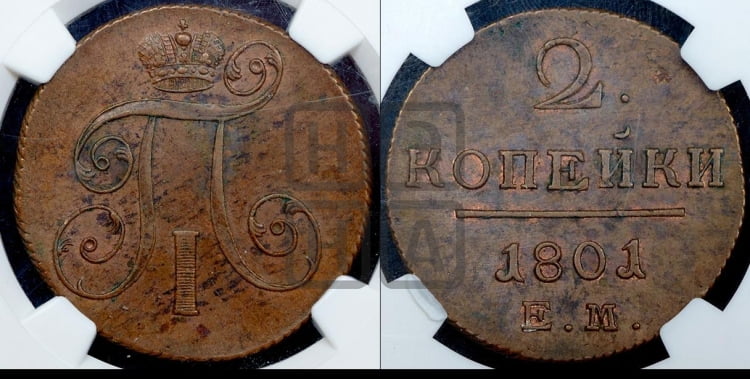 П
I
2.
КОПЕЙКИ
1801
Е.М.